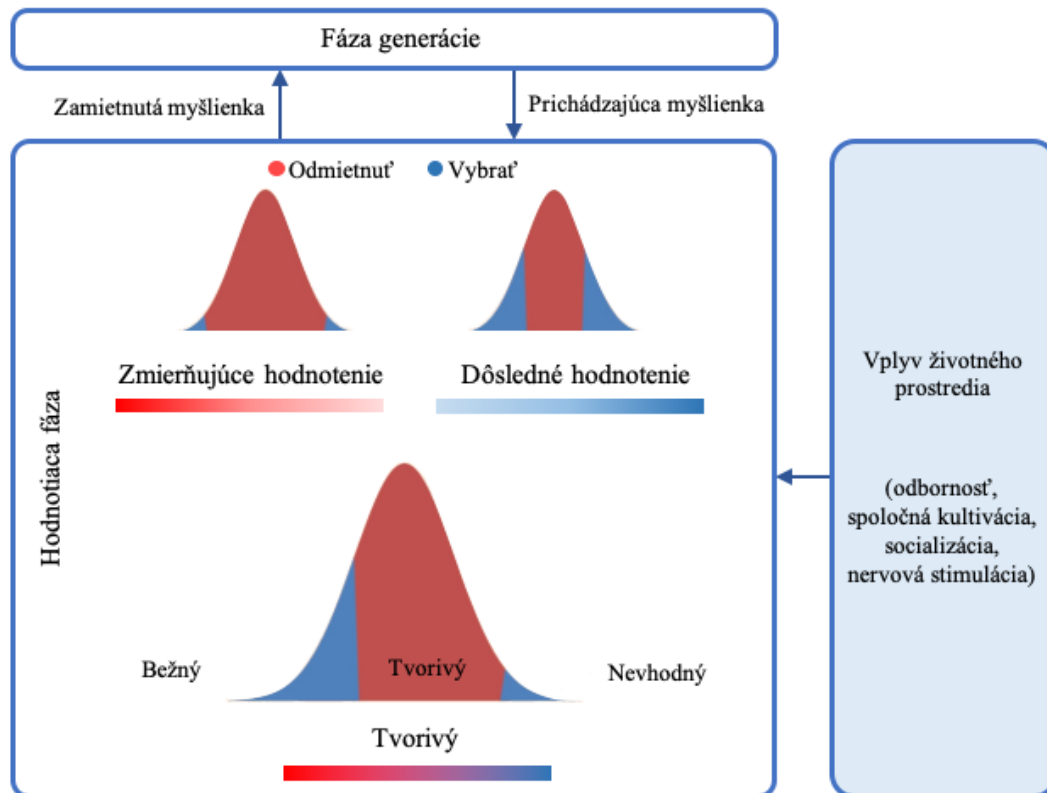 Fáza generácie
Zamietnutá myšlienka
Prichádzajúca myšlienka
Odmietnuť
Vybrať
Zmierňujúce hodnotenie
Dôsledné hodnotenie
Hodnotiaca fáza
Bežný
Tvorivý
Nevhodný
Tvorivý
Vplyv životného
prostredia
(odbornosť,
spoločná kultivácia,
socializácia,
nervová stimulácia)